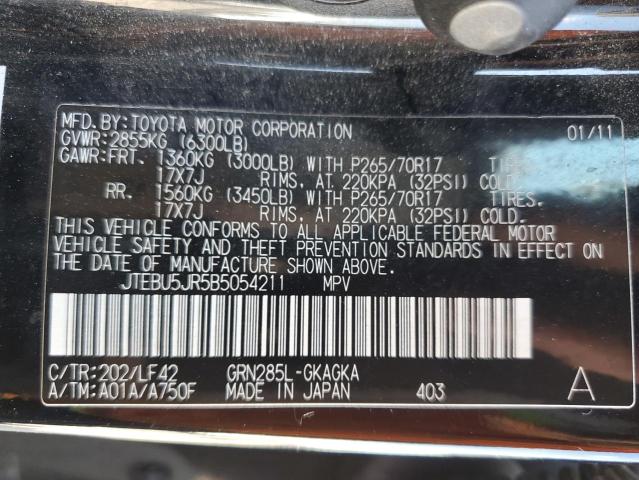 MFD. BY: TOYOTA MOTOR CORPORATION 01/11
GVWR: 2855KG (6300LB)
GAWR: FRT. 1360KG (3000LB) WITH P265/70R17 TIRES,
17X7J RIMS, AT 220KPA (32PSI) COLD.
RR. 1560KG (3450LB) WITH P265/70R17 TIRES,
17X7J RIMS, AT 220KPA (32PSI) COLD.
THIS VEHICLE CONFORMS TO ALL APPLICABLE FEDERAL MOTOR
VEHICLE SAFETY AND THEFT PREVENTION STANDARDS IN EFFECT ON
THE DATE OF MANUFACTURE SHOWN ABOVE.
JTEBU5JR5B5054211 MPV
C/TR: 202/LF42 GRN285L-GKAGKA
A/TM: A01A/A750F MADE IN JAPAN 403 A